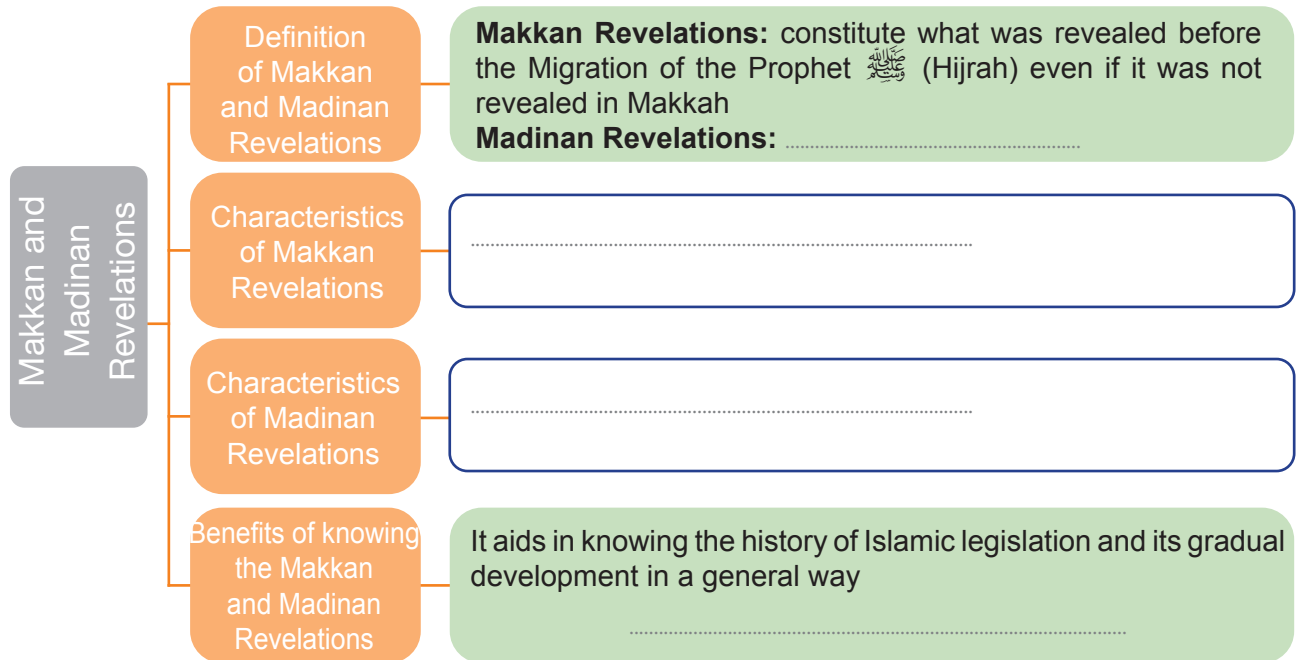 Makkan and
Madinan
Revelations
Definition
of Makkan
and Madinan
Revelations
Makkan Revelations: constitute what was revealed before
the Migration of the Prophet ﷺ (Hijrah) even if it was not
revealed in Makkah
Madinan Revelations: ............................................................
Characteristics
of Makkan
Revelations
......................................................................................................
Characteristics
of Madinan
Revelations
......................................................................................................
Benefits of knowing
the Makkan
and Madinan
Revelations
It aids in knowing the history of Islamic legislation and its gradual
development in a general way
......................................................................................................